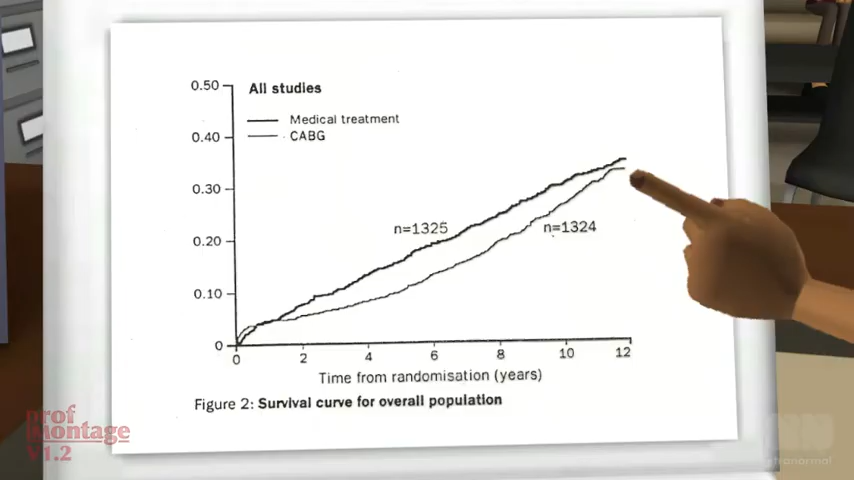 0.50
All studies
Medical treatment
CABG
0.40
0.30
0.20
0.10
0
n=1325
n=1324
0 2 4 6 8 10 12
Time from randomisation (years)
Figure 2: Survival curve for overall population
prof
Montage
V1.2